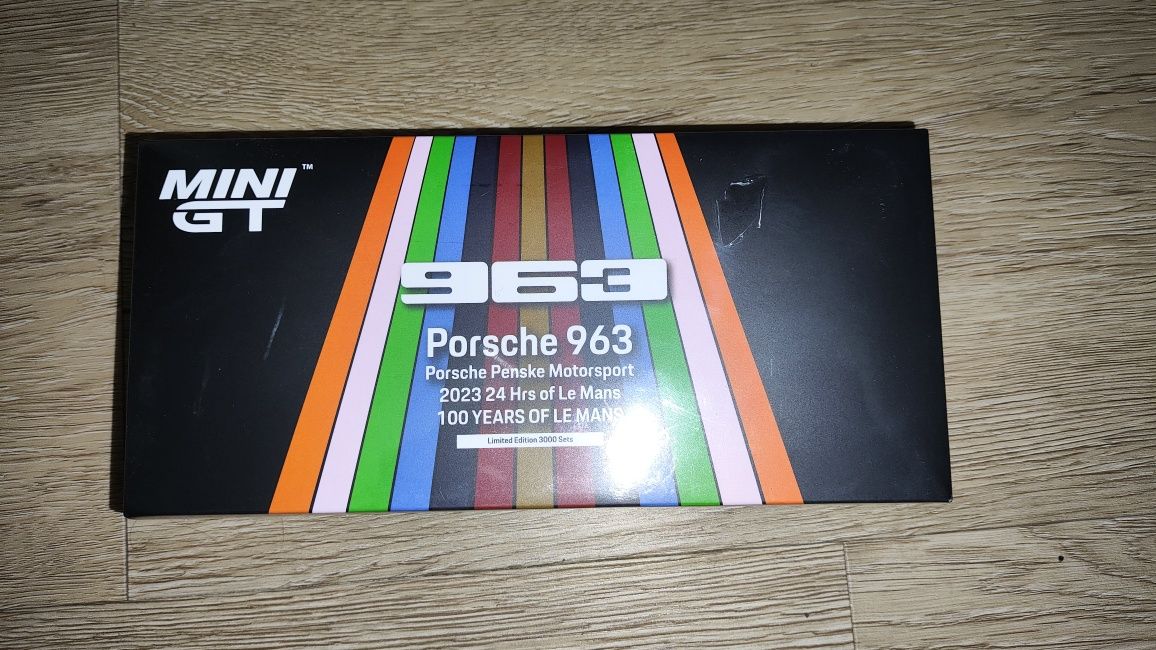 MINI
GT
™
963
Porsche 963
Porsche Penske Motorsport
2023 24 Hrs of Le Mans
100 YEARS OF LE MANS
Limited Edition 3000 Sets